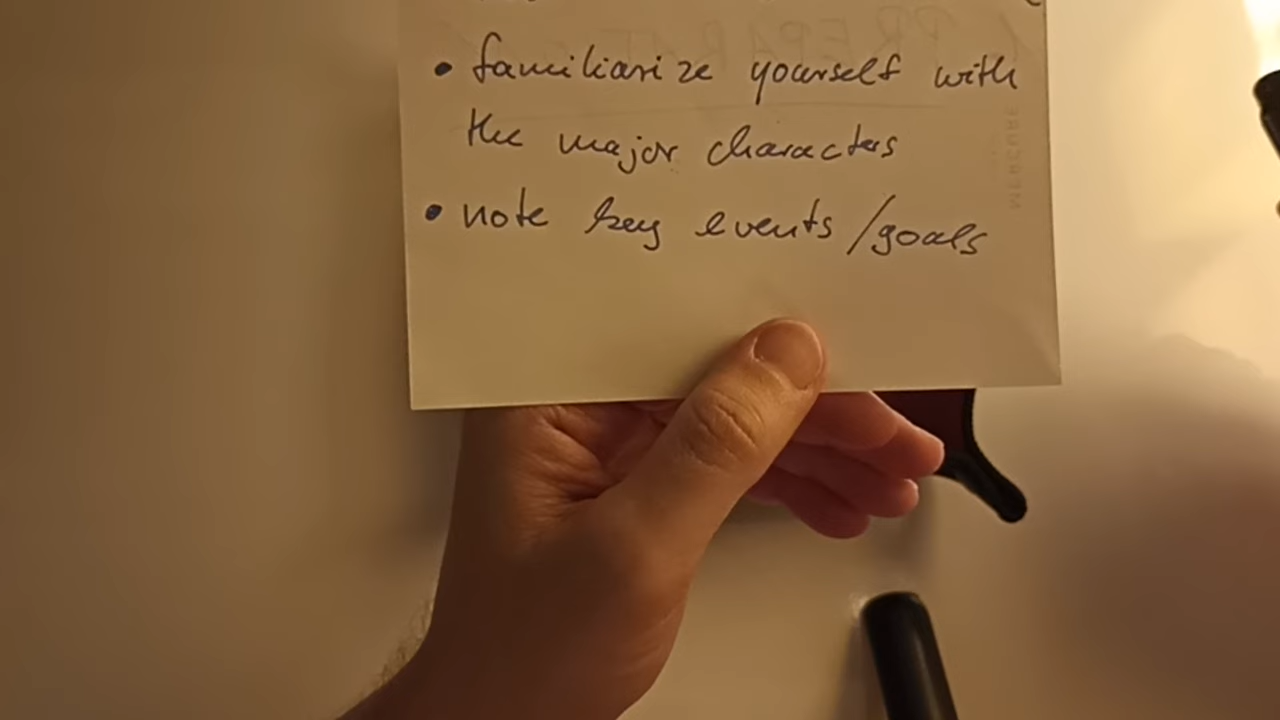 • familiarize yourself with
the major characters
• note key events/goals